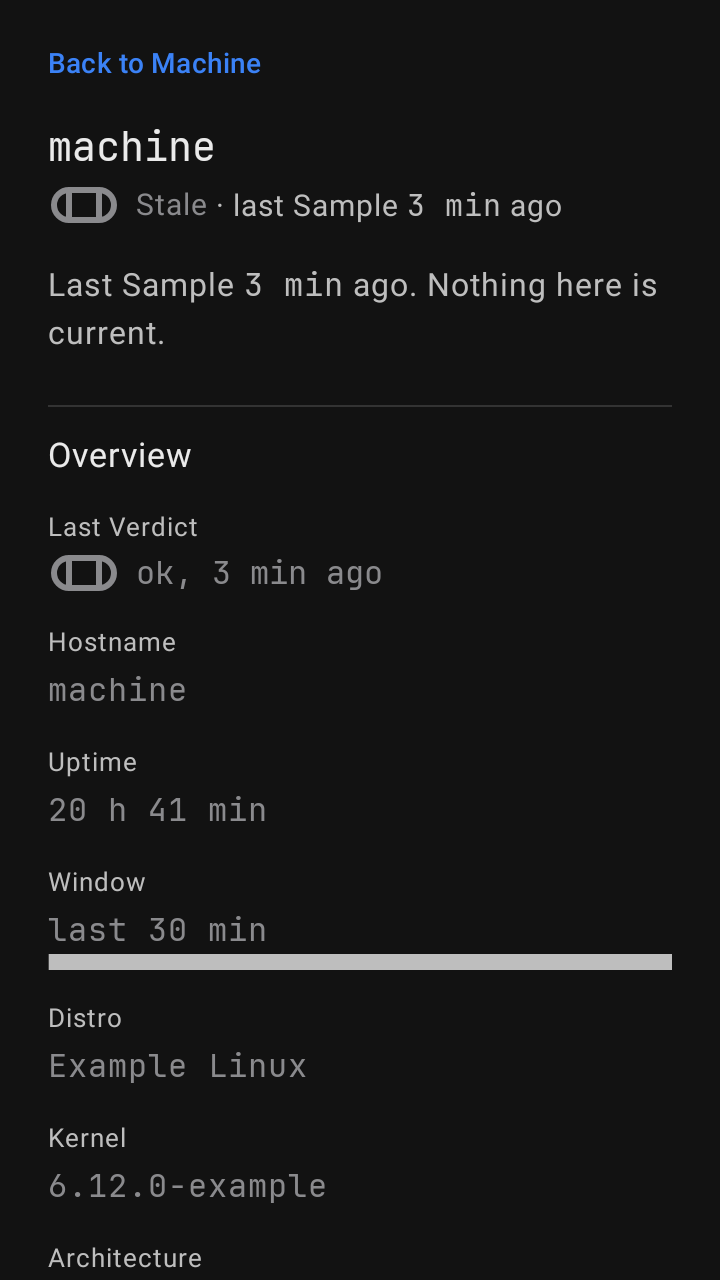 Back to Machine
machine
Stale · last Sample 3 min ago
Last Sample 3 min ago. Nothing here is
current.
Overview
Last Verdict
ok, 3 min ago
Hostname
machine
Uptime
20 h 41 min
Window
last 30 min
Distro
Example Linux
Kernel
6.12.0-example
Architecture